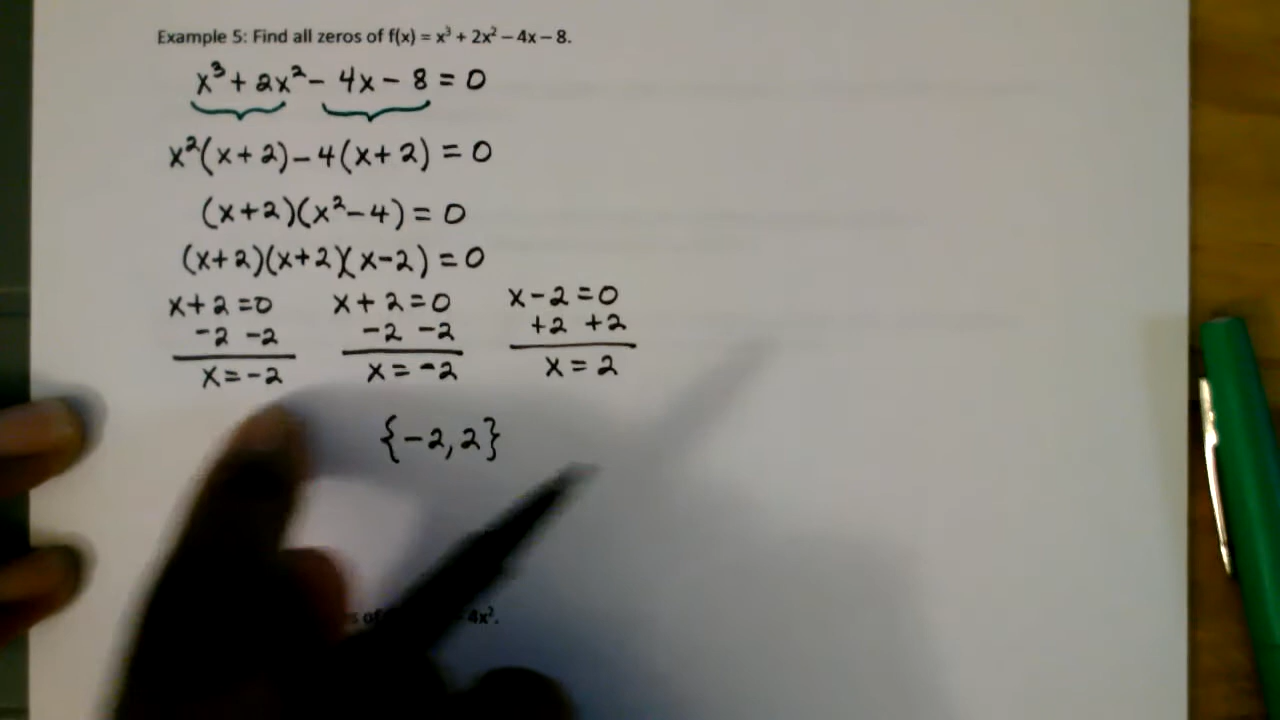 Example 5: Find all zeros of f(x) = x³ + 2x² – 4x – 8.
x³ + 2x² – 4x – 8 = 0
x²(x + 2) – 4(x + 2) = 0
(x+2)(x²–4) = 0
(x+2)(x+2)(x–2) = 0
x + 2 = 0 x + 2 = 0 x – 2 = 0
-2 -2 -2 -2 +2 +2
x = -2 x = -2 x = 2
{-2, 2}
of 4x².